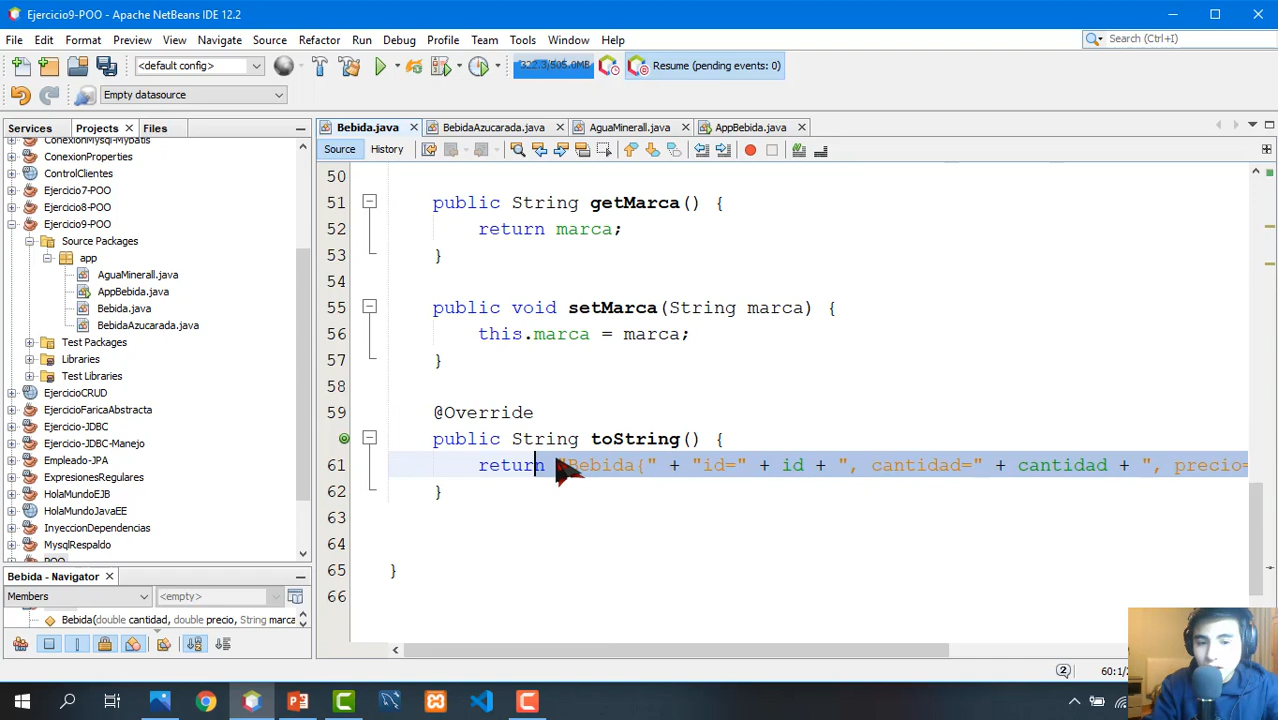 Ejercicio9-POO - Apache NetBeans IDE 12.2
File Edit Format Preview View Navigate Source Refactor Run Debug Profile Team Tools Window Help
Search (Ctrl+I)
<default config>
322.3/505.0MB
Resume (pending events: 0)
Empty datasource
Services Projects Files
Bebida.java BebidaAzucarada.java AguaMinerall.java AppBebida.java
Source History
ConexionMysql-Mybatis
ConexionProperties
ControlClientes
Ejercicio7-POO
Ejercicio8-POO
Ejercicio9-POO
Source Packages
app
AguaMinerall.java
AppBebida.java
Bebida.java
BebidaAzucarada.java
Test Packages
Libraries
Test Libraries
EjercicioCRUD
EjercicioFaricaAbstracta
Ejercicio-JDBC
Ejercicio-JDBC-Manejo
Empleado-JPA
ExpresionesRegulares
HolaMundoEJB
HolaMundoJavaEE
InyeccionDependencias
MysqlRespaldo
POO
Bebida - Navigator
Members <empty>
Bebida(double cantidad, double precio, String marca
50
51 public String getMarca() {
52 return marca;
53 }
54
55 public void setMarca(String marca) {
56 this.marca = marca;
57 }
58
59 @Override
public String toString() {
61 return "Bebida{" + "id=" + id + ", cantidad=" + cantidad + ", precio=
62 }
63
64
65 }
66
2